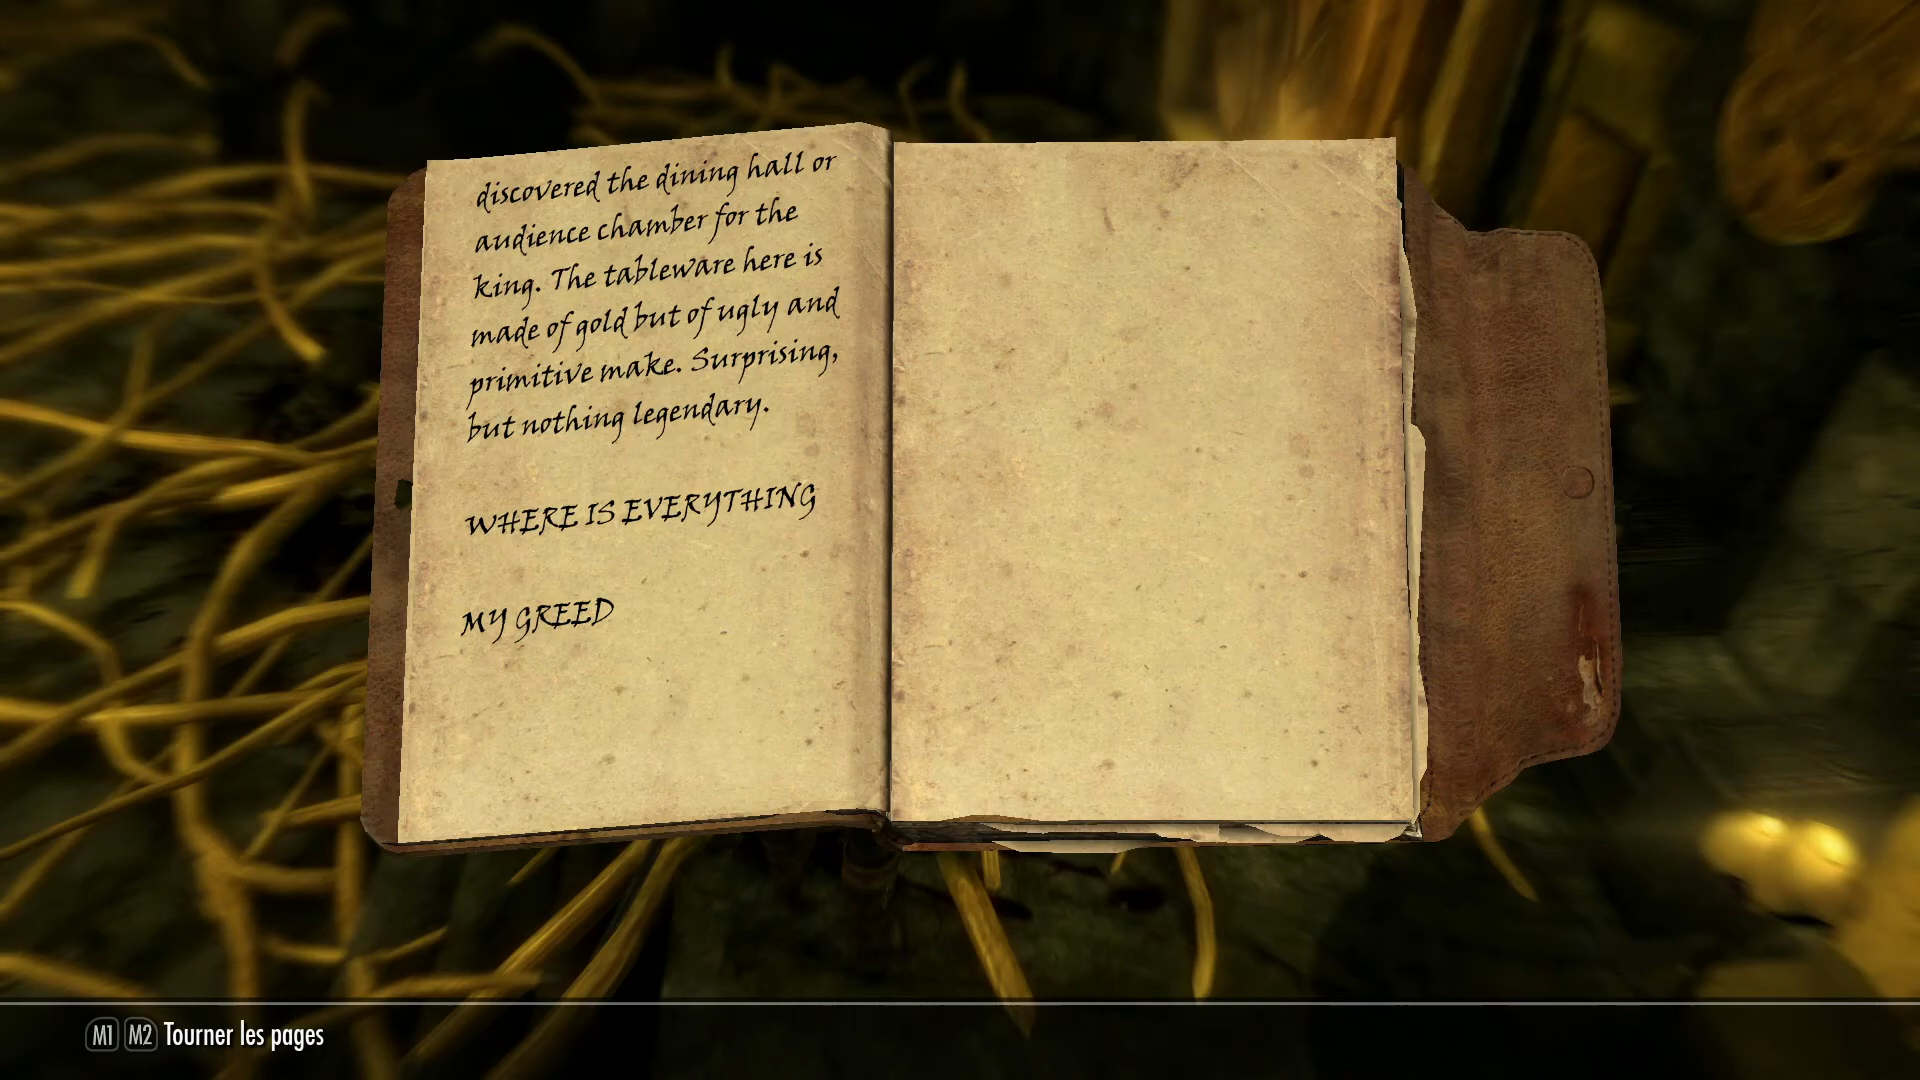 discovered the dining hall or
audience chamber for the
king. The tableware here is
made of gold but of ugly and
primitive make. Surprising,
but nothing legendary.
WHERE IS EVERYTHING
MY GREED
M1 M2 Tourner les pages